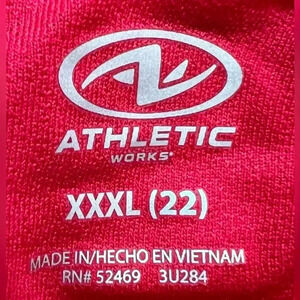 ATHLETIC
WORKS®
XXXL (22)
MADE IN/HECHO EN VIETNAM
RN# 52469 3U284